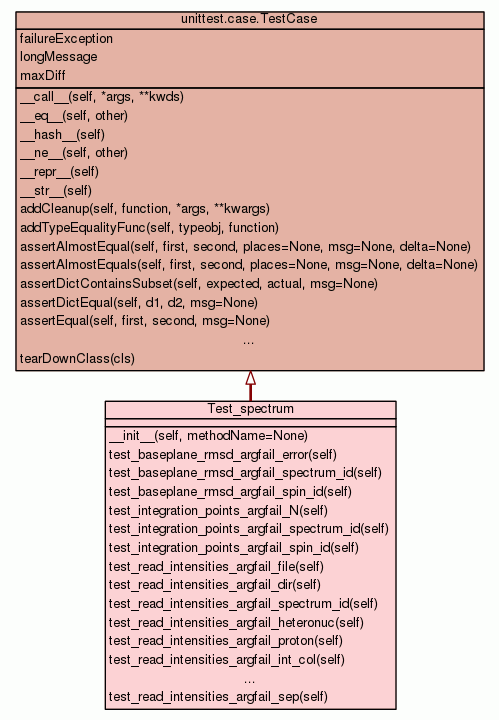 unittest.case.TestCase
failureException
longMessage
maxDiff
__call__(self, *args, **kwds)
__eq__(self, other)
__hash__(self)
__ne__(self, other)
__repr__(self)
__str__(self)
addCleanup(self, function, *args, **kwargs)
addTypeEqualityFunc(self, typeobj, function)
assertAlmostEqual(self, first, second, places=None, msg=None, delta=None)
assertAlmostEquals(self, first, second, places=None, msg=None, delta=None)
assertDictContainsSubset(self, expected, actual, msg=None)
assertDictEqual(self, d1, d2, msg=None)
assertEqual(self, first, second, msg=None)
...
tearDownClass(cls)
Test_spectrum
__init__(self, methodName=None)
test_baseplane_rmsd_argfail_error(self)
test_baseplane_rmsd_argfail_spectrum_id(self)
test_baseplane_rmsd_argfail_spin_id(self)
test_integration_points_argfail_N(self)
test_integration_points_argfail_spectrum_id(self)
test_integration_points_argfail_spin_id(self)
test_read_intensities_argfail_file(self)
test_read_intensities_argfail_dir(self)
test_read_intensities_argfail_spectrum_id(self)
test_read_intensities_argfail_heteronuc(self)
test_read_intensities_argfail_proton(self)
test_read_intensities_argfail_int_col(self)
...
test_read_intensities_argfail_sep(self)